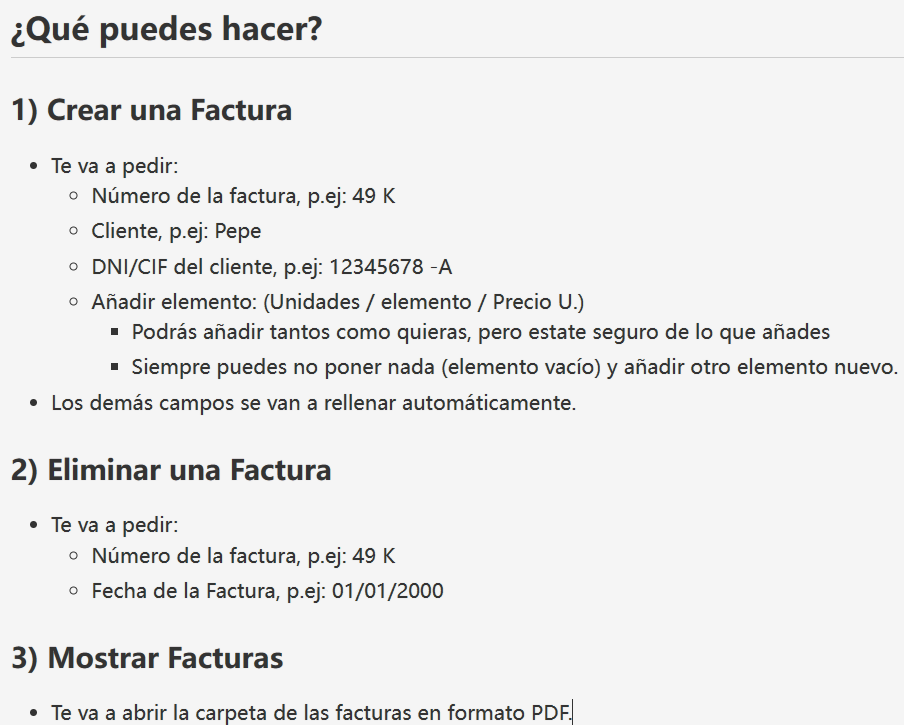 ¿Qué puedes hacer?
1) Crear una Factura
Te va a pedir:
Número de la factura, p.ej: 49 K
Cliente, p.ej: Pepe
DNI/CIF del cliente, p.ej: 12345678 -A
Añadir elemento: (Unidades / elemento / Precio U.)
Podrás añadir tantos como quieras, pero estate seguro de lo que añades
Siempre puedes no poner nada (elemento vacío) y añadir otro elemento nuevo.
Los demás campos se van a rellenar automáticamente.
2) Eliminar una Factura
Te va a pedir:
Número de la factura, p.ej: 49 K
Fecha de la Factura, p.ej: 01/01/2000
3) Mostrar Facturas
Te va a abrir la carpeta de las facturas en formato PDF.